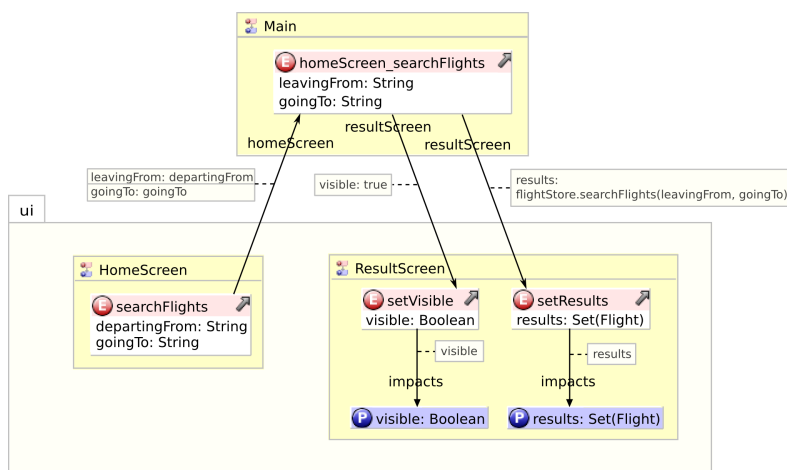 Main
E homeScreen_searchFlights
leavingFrom: String
goingTo: String
homeScreen
resultScreen
resultScreen
leavingFrom: departingFrom
goingTo: goingTo
visible: true
results:
flightStore.searchFlights(leavingFrom, goingTo)
ui
HomeScreen
E searchFlights
departingFrom: String
goingTo: String
ResultScreen
E setVisible
visible: Boolean
E setResults
results: Set(Flight)
visible
results
impacts
impacts
P visible: Boolean
P results: Set(Flight)